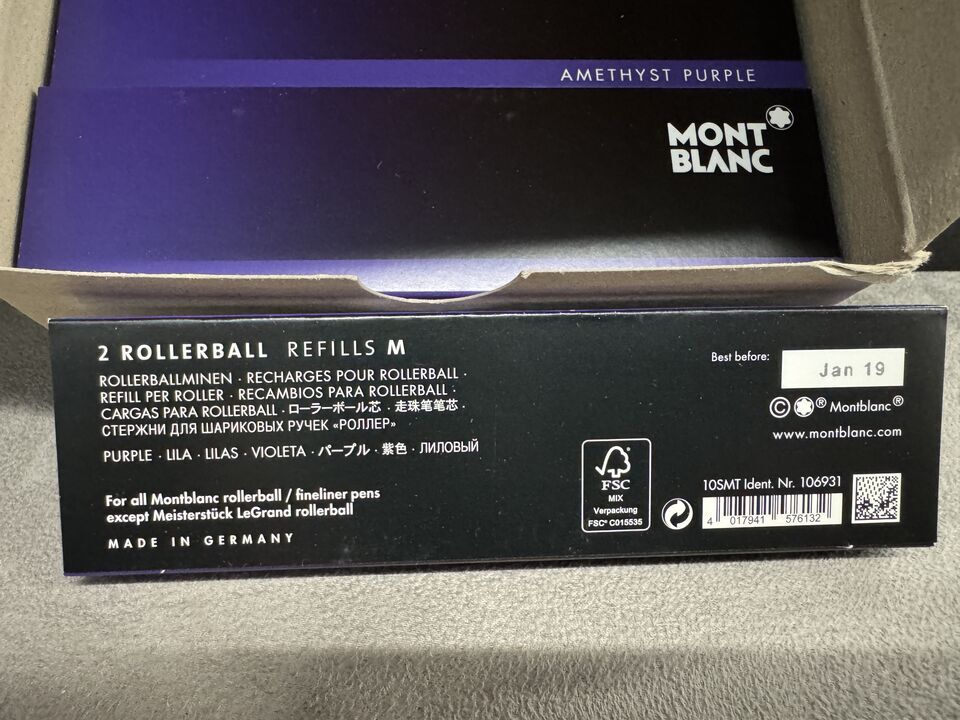 AMETHYST PURPLE
MONT
BLANC
2 ROLLERBALL REFILLS M
ROLLERBALLMINEN · RECHARGES POUR ROLLERBALL ·
REFILL PER ROLLER · RECAMBIOS PARA ROLLERBALL ·
CARGAS PARA ROLLERBALL · ローラーボール芯 · 走珠笔笔芯 ·
СТЕРЖНИ ДЛЯ ШАРИКОВЫХ РУЧЕК «РОЛЛЕР»
PURPLE · LILA · LILAS · VIOLETA · パープル · 紫色 · ЛИЛОВЫЙ
For all Montblanc rollerball / fineliner pens
except Meisterstück LeGrand rollerball
MADE IN GERMANY
Best before:
Jan 19
© ® Montblanc®
www.montblanc.com
FSC
MIX
Verpackung
FSC® C015535
10SMT Ident. Nr. 106931
4 017941 576132